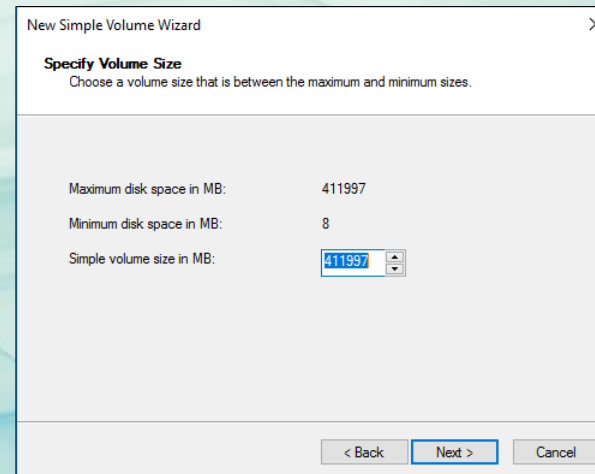 New Simple Volume Wizard
Specify Volume Size
Choose a volume size that is between the maximum and minimum sizes.
Maximum disk space in MB: 411997
Minimum disk space in MB: 8
Simple volume size in MB: 411997
< Back Next > Cancel